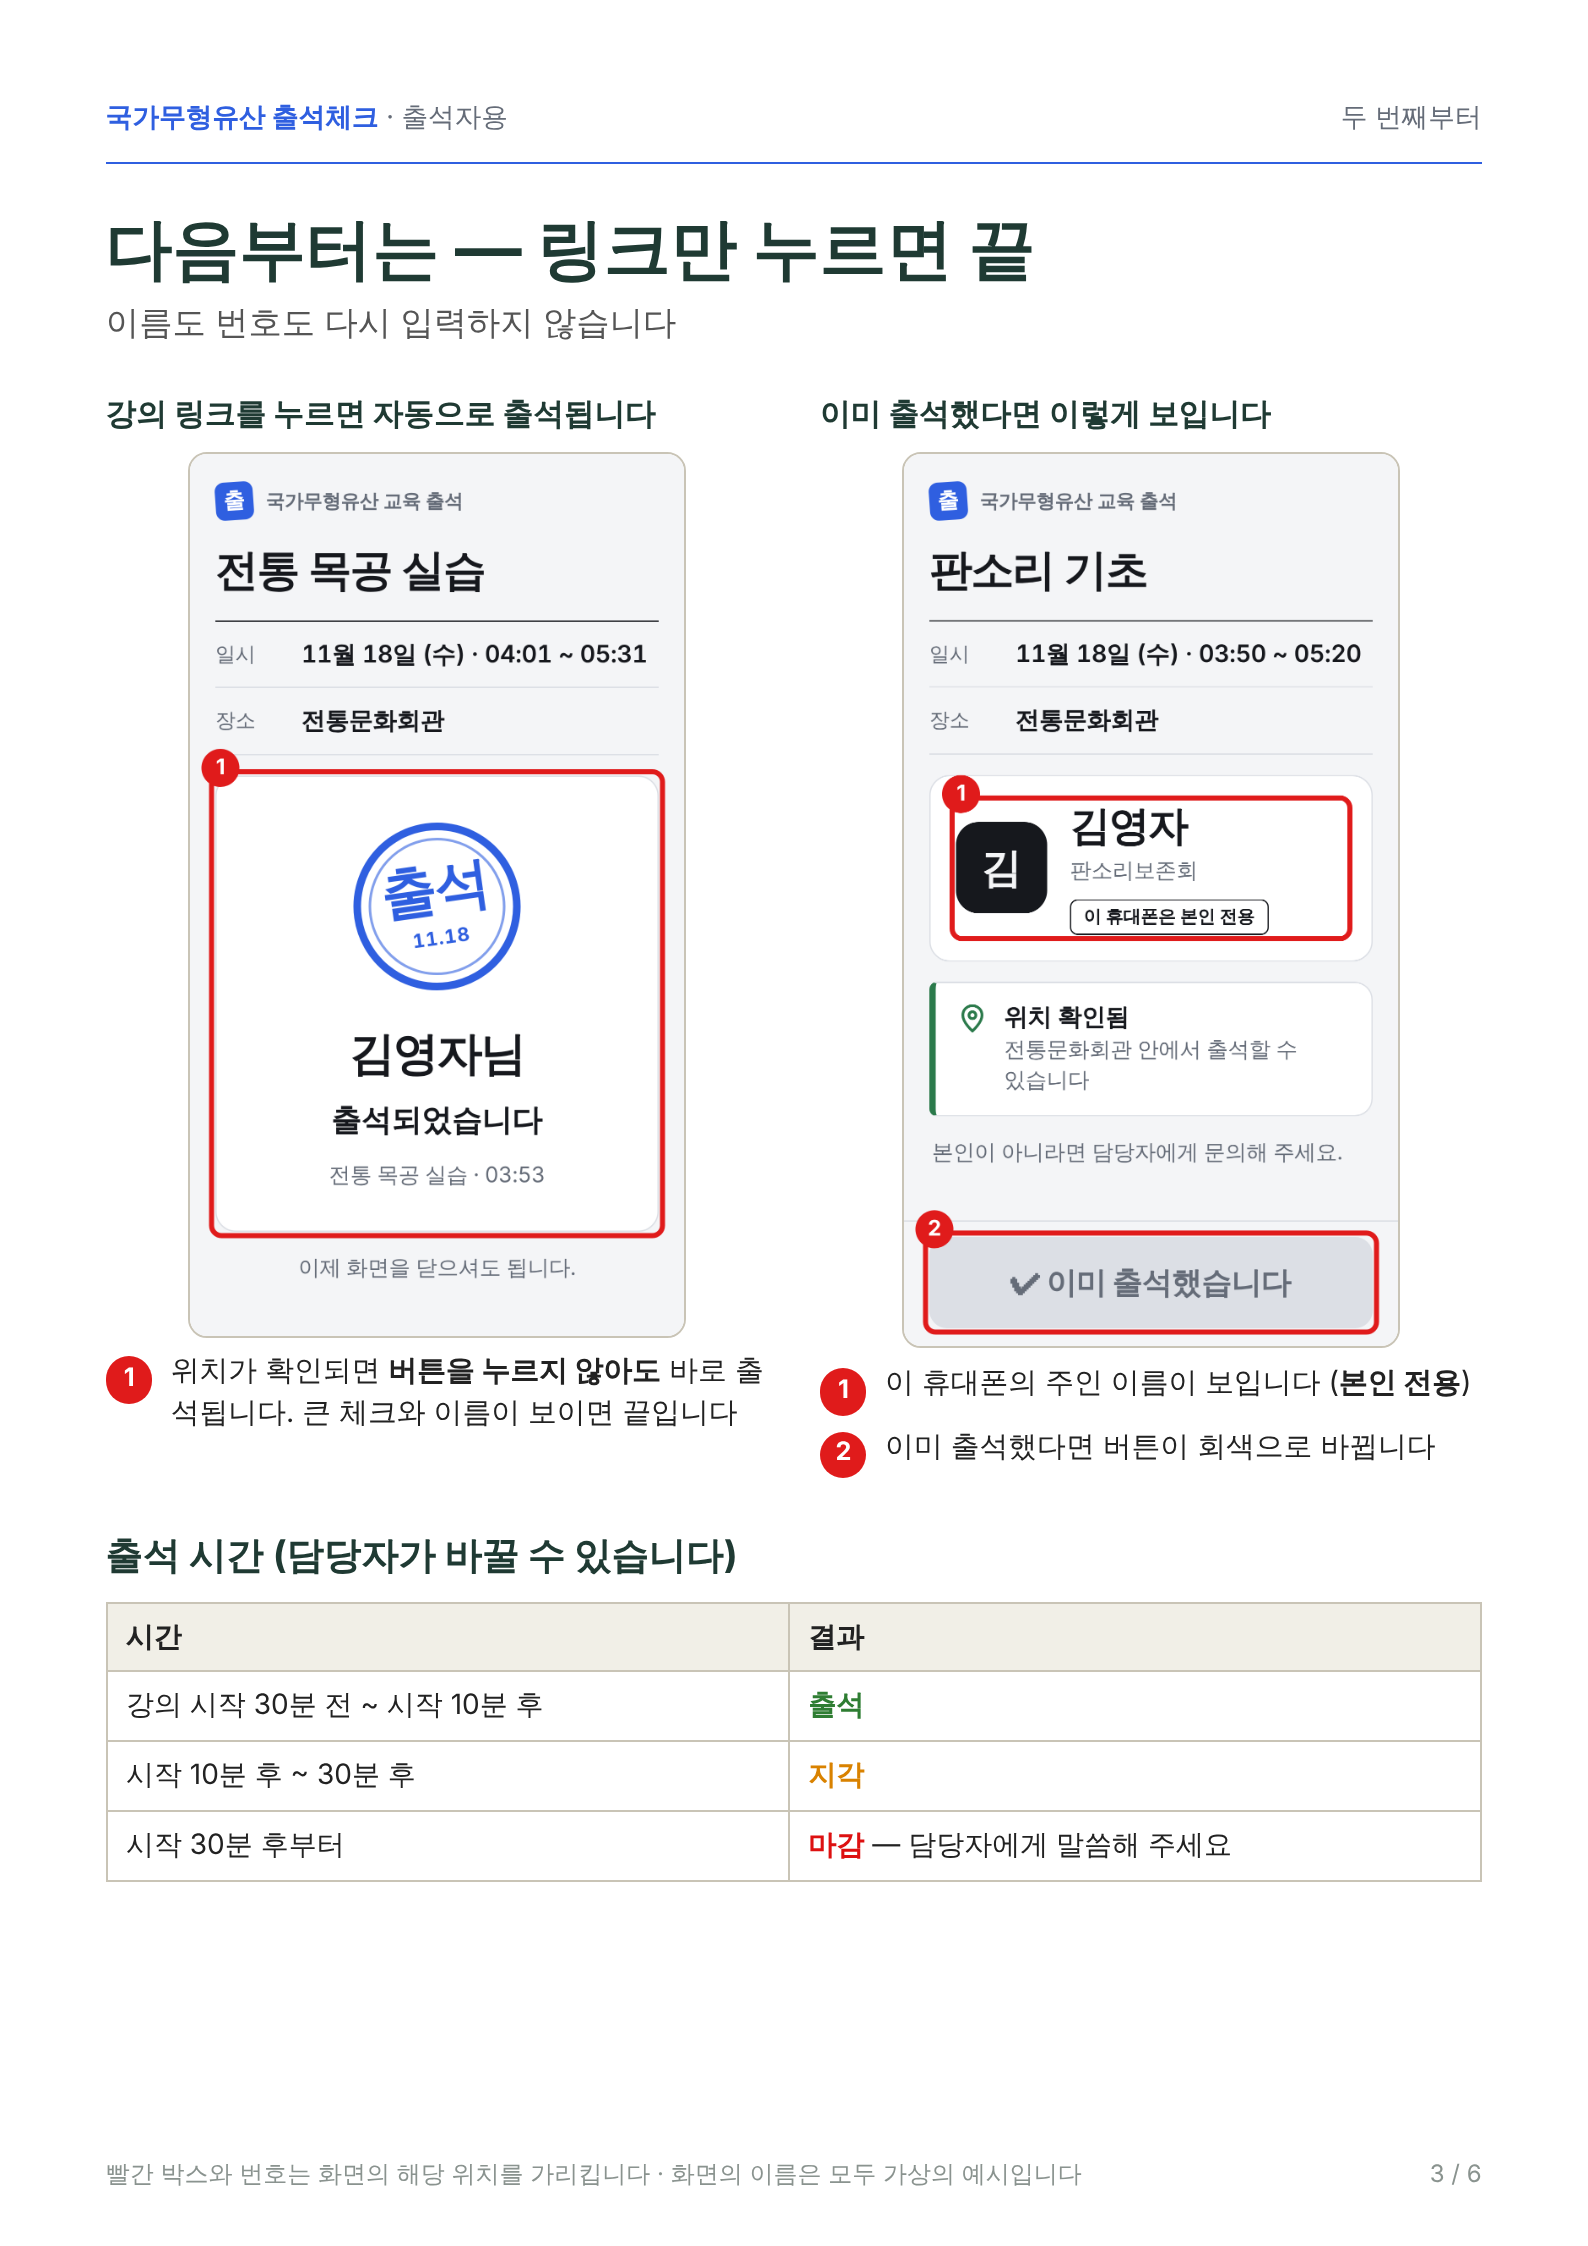 국가무형유산 출석체크 · 출석자용
두 번째부터
다음부터는 — 링크만 누르면 끝
이름도 번호도 다시 입력하지 않습니다
강의 링크를 누르면 자동으로 출석됩니다
출 국가무형유산 교육 출석
전통 목공 실습
일시 11월 18일 (수) · 04:01 ~ 05:31
장소 전통문화회관
1
출석
11.18
김영자님
출석되었습니다
전통 목공 실습 · 03:53
이제 화면을 닫으셔도 됩니다.
1 위치가 확인되면 버튼을 누르지 않아도 바로 출
석됩니다. 큰 체크와 이름이 보이면 끝입니다
이미 출석했다면 이렇게 보입니다
출 국가무형유산 교육 출석
판소리 기초
일시 11월 18일 (수) · 03:50 ~ 05:20
장소 전통문화회관
1
김 김영자
판소리보존회
이 휴대폰은 본인 전용
위치 확인됨
전통문화회관 안에서 출석할 수
있습니다
본인이 아니라면 담당자에게 문의해 주세요.
2
✔ 이미 출석했습니다
1 이 휴대폰의 주인 이름이 보입니다 (본인 전용)
2 이미 출석했다면 버튼이 회색으로 바뀝니다
출석 시간 (담당자가 바꿀 수 있습니다)
시간 결과
강의 시작 30분 전 ~ 시작 10분 후 출석
시작 10분 후 ~ 30분 후 지각
시작 30분 후부터 마감 — 담당자에게 말씀해 주세요
빨간 박스와 번호는 화면의 해당 위치를 가리킵니다 · 화면의 이름은 모두 가상의 예시입니다
3 / 6